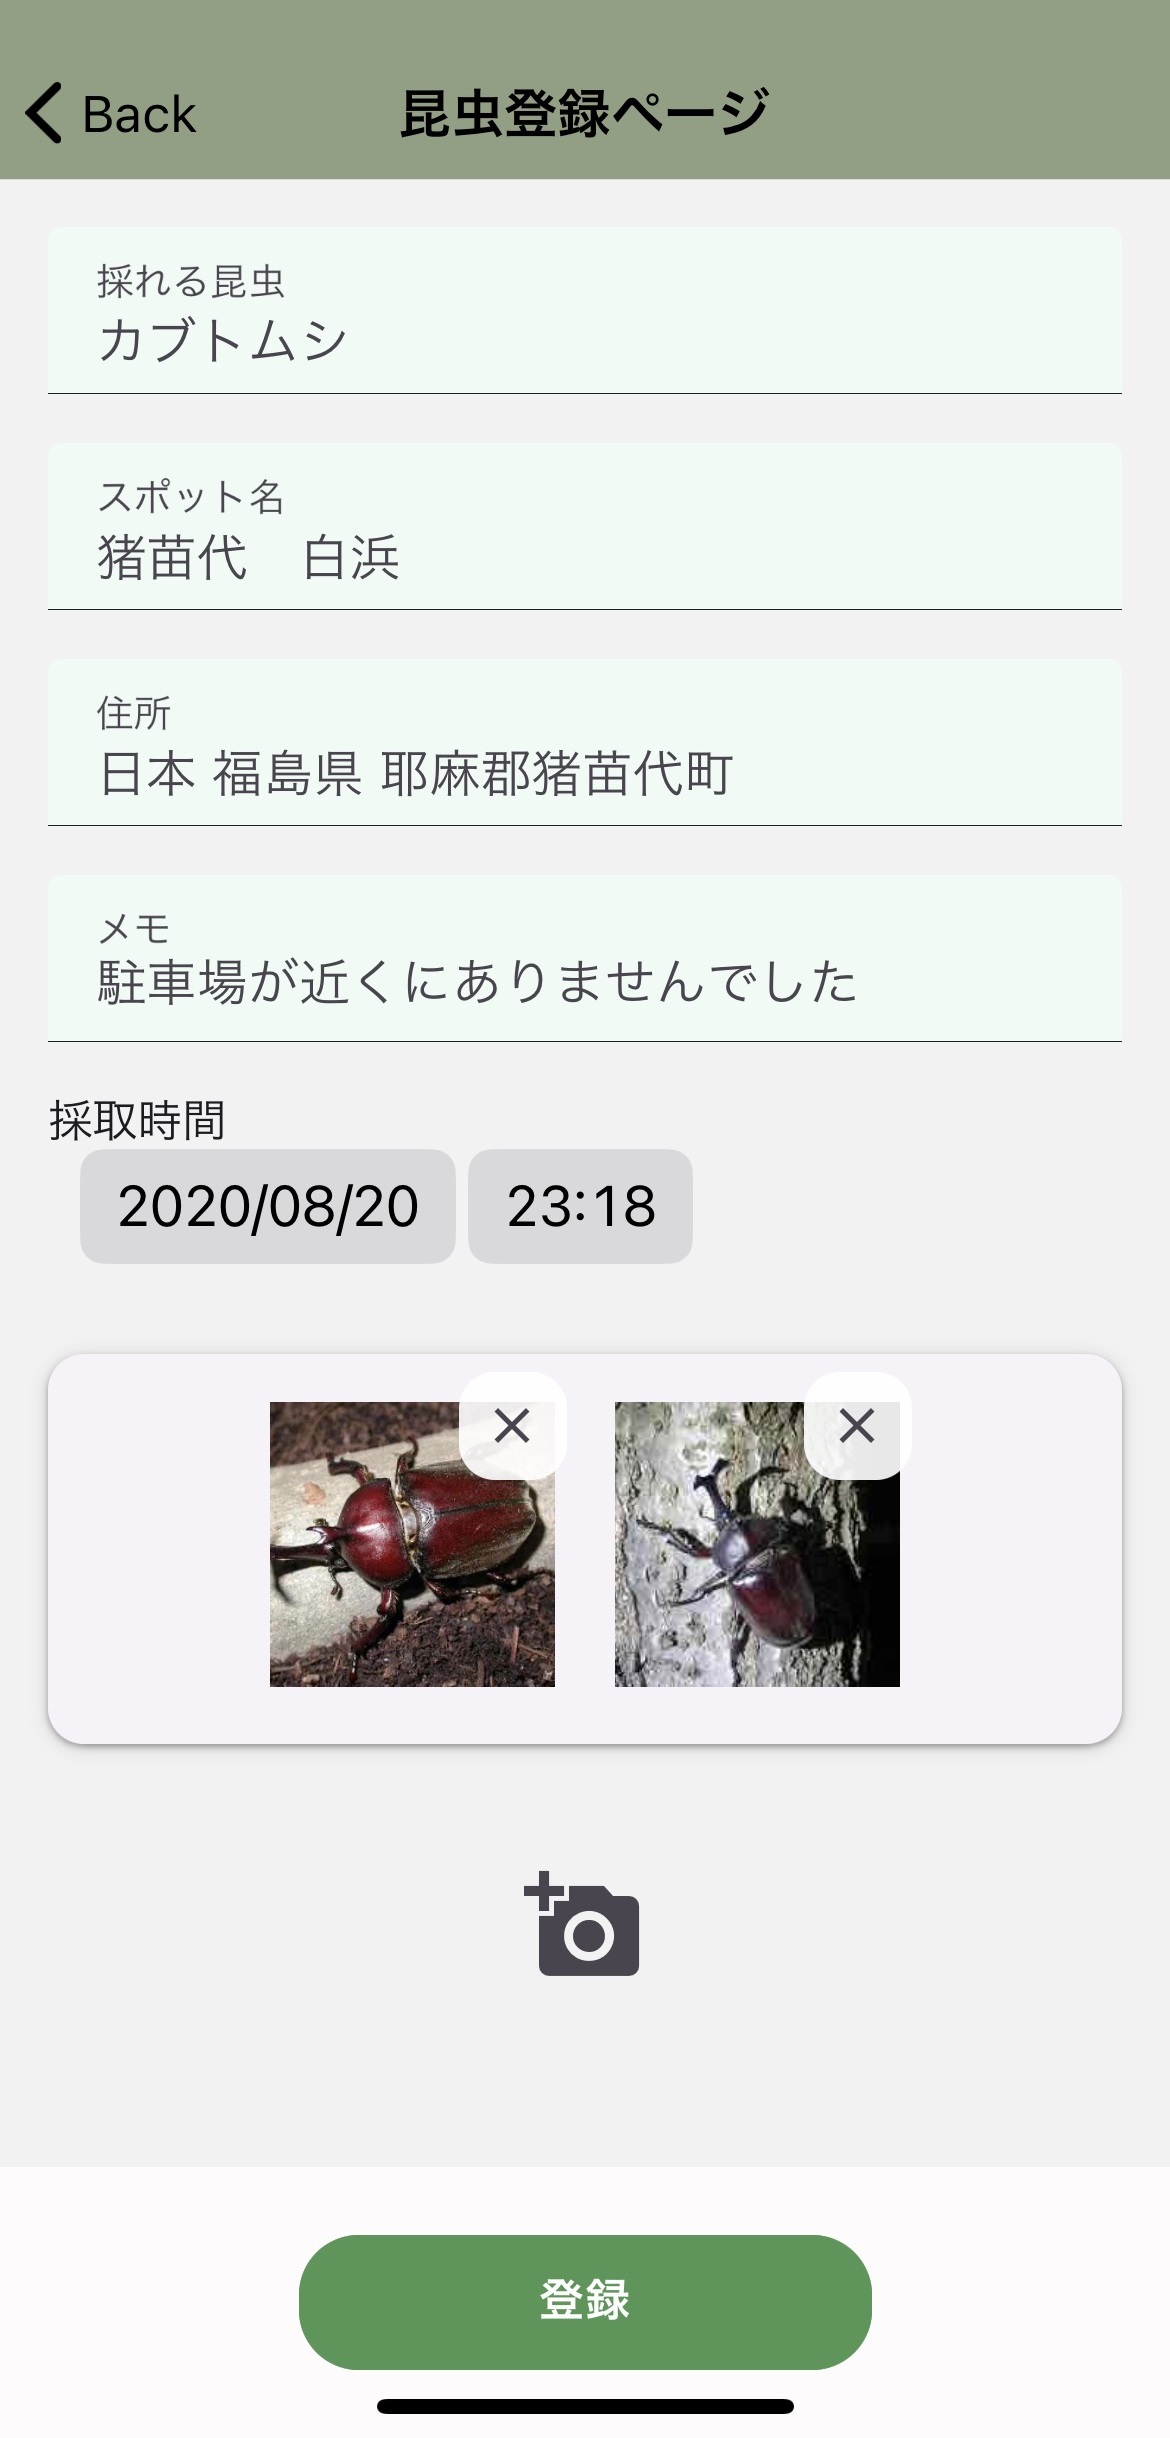 Back
昆虫登録ページ
採れる昆虫
カブトムシ
スポット名
猪苗代　白浜
住所
日本 福島県 耶麻郡猪苗代町
メモ
駐車場が近くにありませんでした
採取時間
2020/08/20 23:18
登録